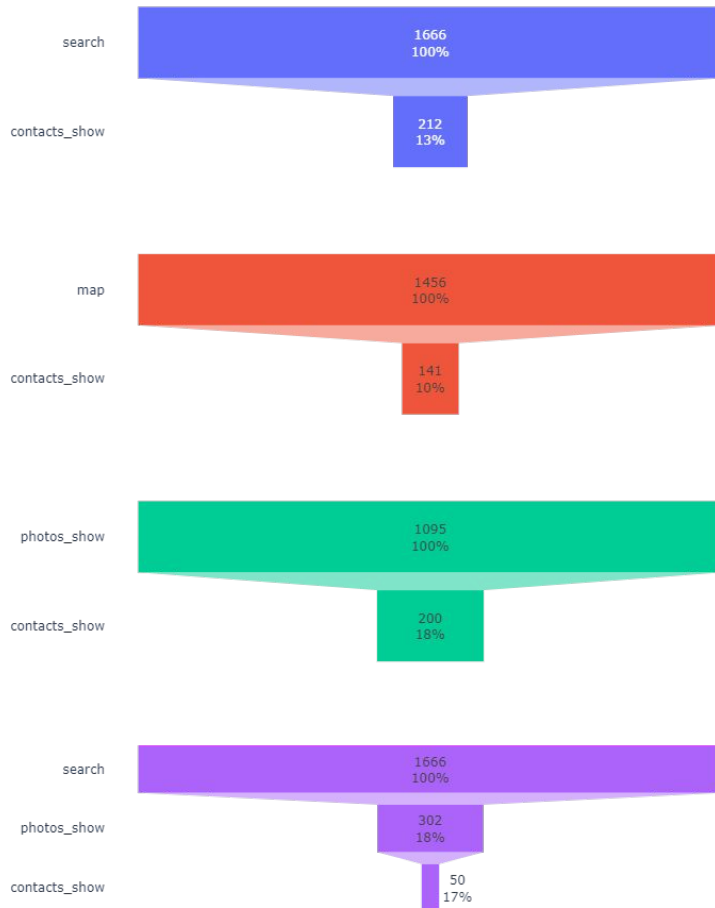 search
1666
100%
contacts_show
212
13%
map
1456
100%
contacts_show
141
10%
photos_show
1095
100%
contacts_show
200
18%
search
1666
100%
photos_show
302
18%
contacts_show
50
17%